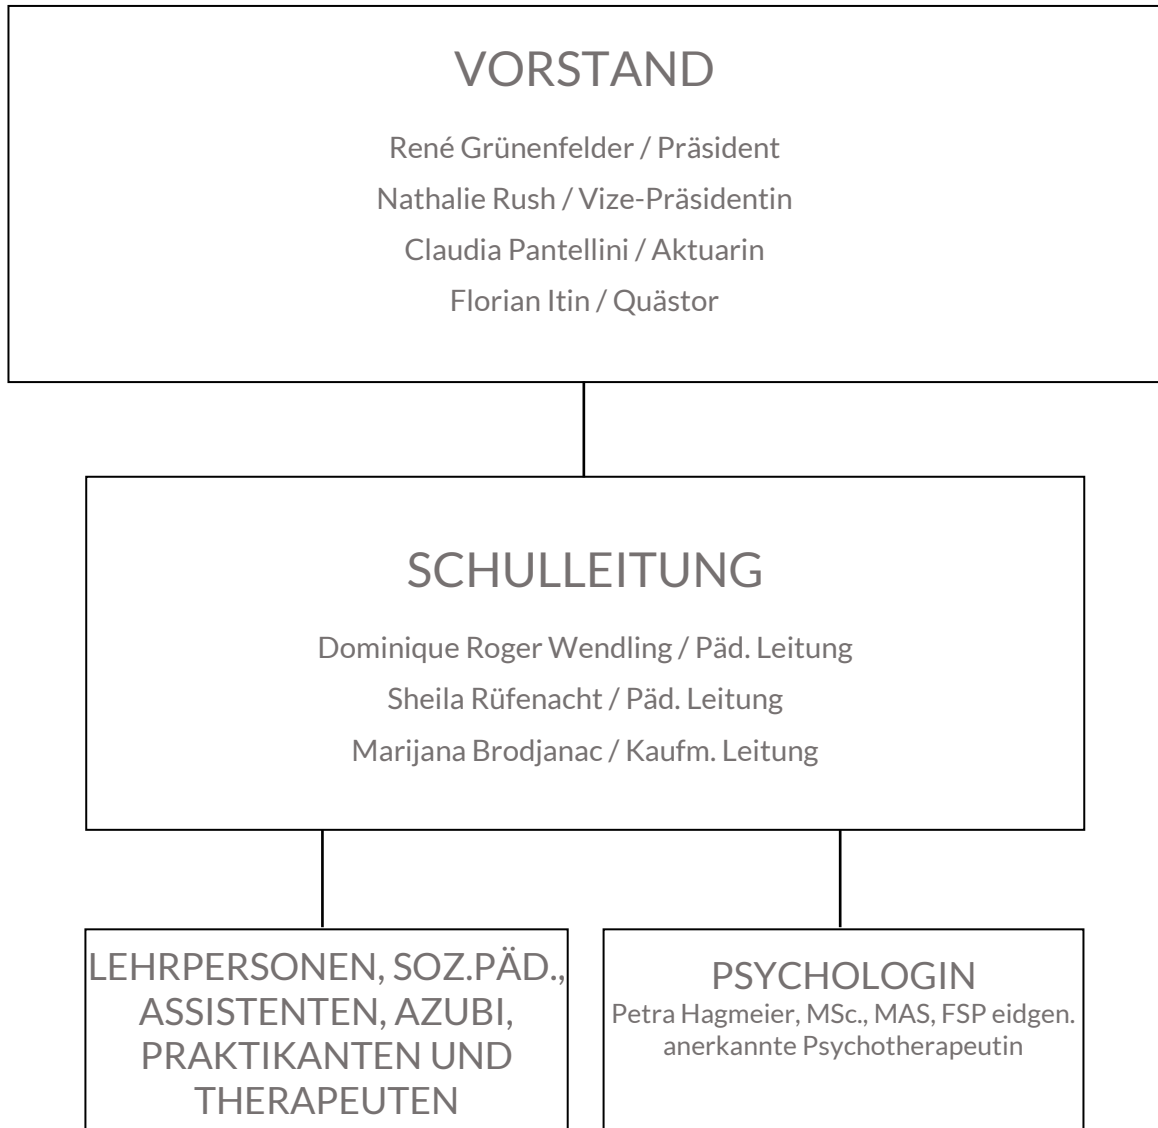 VORSTAND
René Grünenfelder / Präsident
Nathalie Rush / Vize-Präsidentin
Claudia Pantellini / Aktuarin
Florian Itin / Quästor
SCHULLEITUNG
Dominique Roger Wendling / Päd. Leitung
Sheila Rüfenacht / Päd. Leitung
Marijana Brodjanac / Kaufm. Leitung
LEHRPERSONEN, SOZ.PÄD.,
ASSISTENTEN, AZUBI,
PRAKTIKANTEN UND
THERAPEUTEN
PSYCHOLOGIN
Petra Hagmeier, MSc., MAS, FSP eidgen.
anerkannte Psychotherapeutin